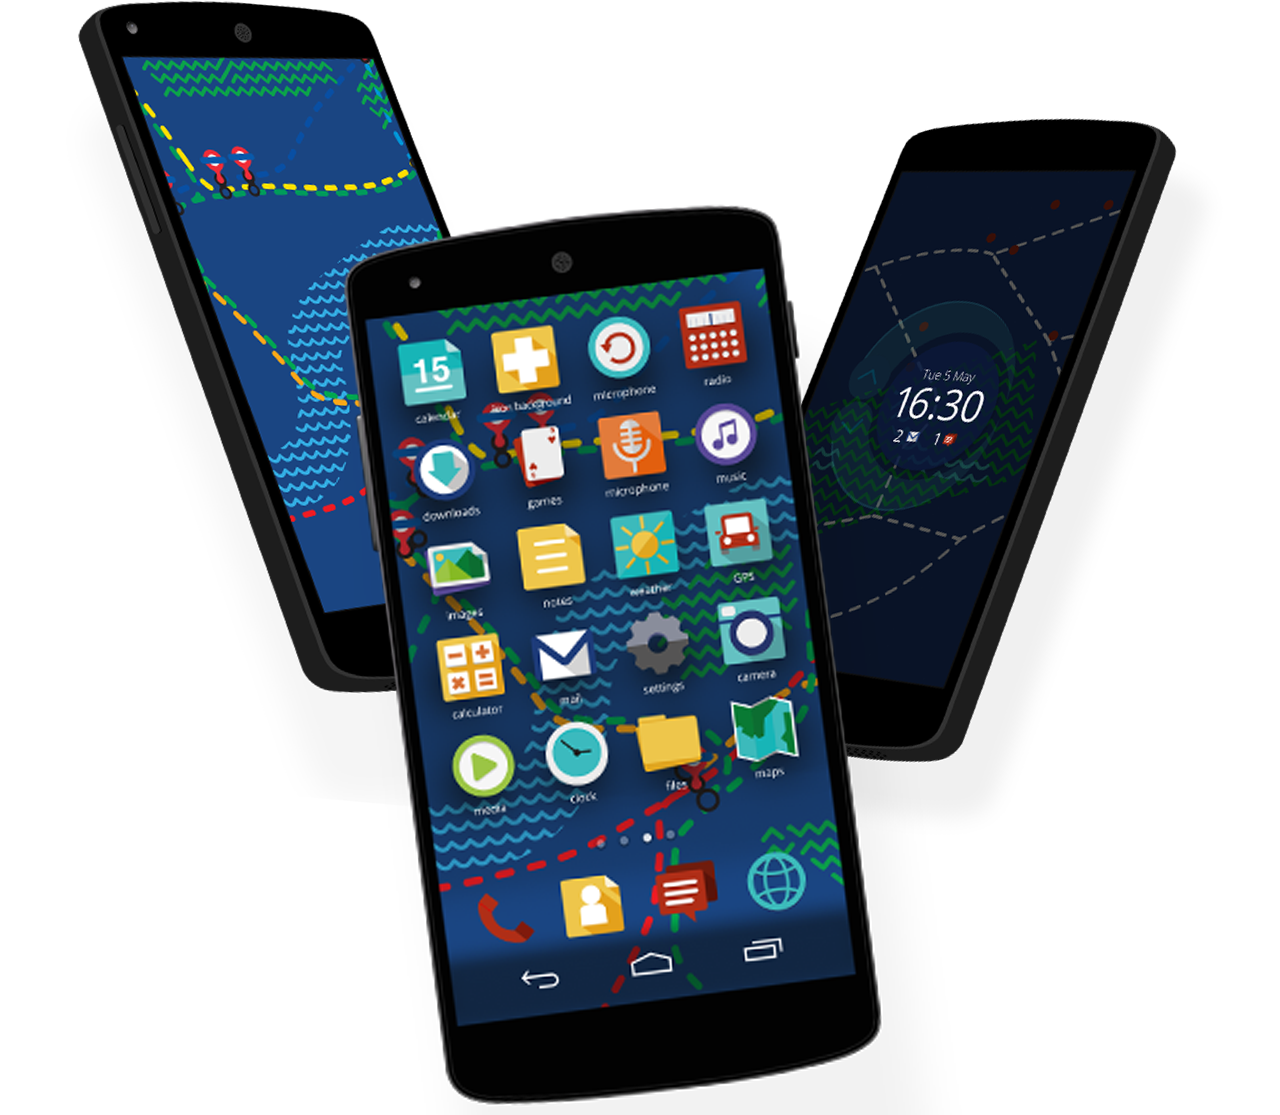 15
calendar
icon background
microphone
radio
downloads
games
microphone
music
images
notes
weather
GPS
calculator
mail
settings
camera
media
clock
files
maps
Tue 5 May
16:30
2 1